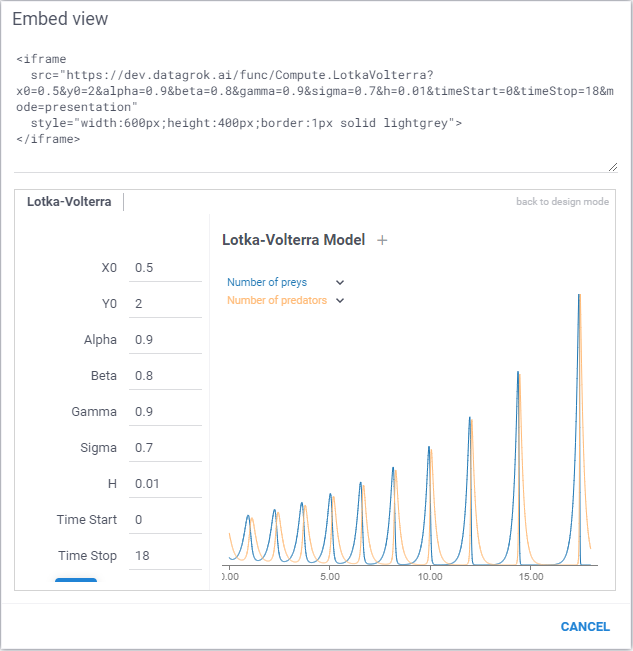 Embed view
<iframe
src="https://dev.datagrok.ai/func/Compute.LotkaVolterra?
x0=0.5&y0=2&alpha=0.9&beta=0.8&gamma=0.9&sigma=0.7&h=0.01&timeStart=0&timeStop=18&m
ode=presentation"
style="width:600px;height:400px;border:1px solid lightgrey">
</iframe>
Lotka-Volterra
back to design mode
Lotka-Volterra Model +
Number of preys
Number of predators
X0 0.5
Y0 2
Alpha 0.9
Beta 0.8
Gamma 0.9
Sigma 0.7
H 0.01
Time Start 0
Time Stop 18
0.00 5.00 10.00 15.00
CANCEL